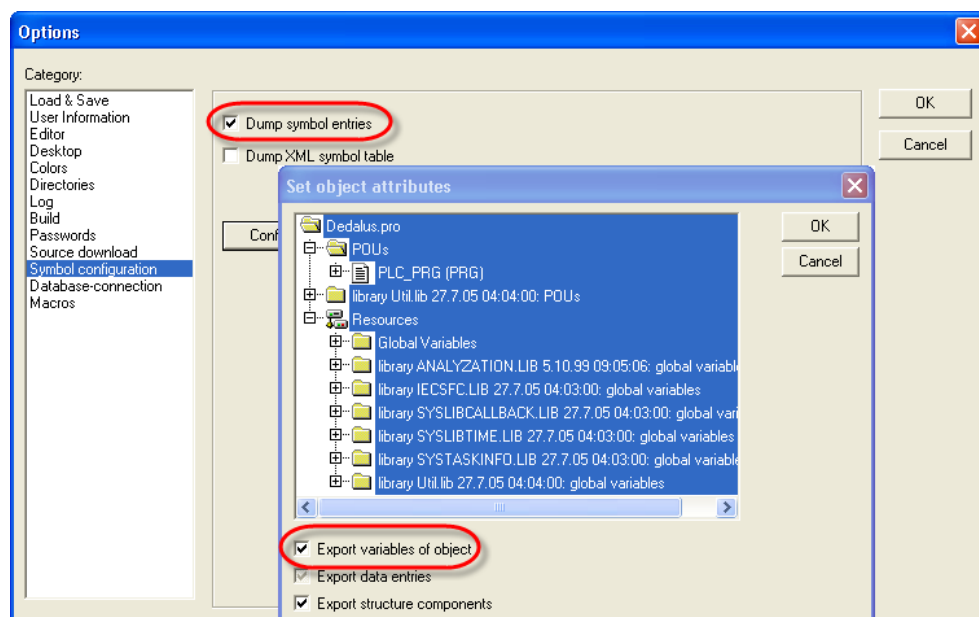 Options
Category:
Load & Save
User Information
Editor
Desktop
Colors
Directories
Log
Build
Passwords
Source download
Symbol configuration
Database-connection
Macros
Dump symbol entries
Dump XML symbol table
Conf
OK
Cancel
Set object attributes
Dedalus.pro
POUs
PLC_PRG (PRG)
library Util.lib 27.7.05 04:04:00: POUs
Resources
Global Variables
library ANALYZATION.LIB 5.10.99 09:05:06: global variabl
library IECSFC.LIB 27.7.05 04:03:00: global variables
library SYSLIBCALLBACK.LIB 27.7.05 04:03:00: global vari
library SYSLIBTIME.LIB 27.7.05 04:03:00: global variables
library SYSTASKINFO.LIB 27.7.05 04:03:00: global variable
library Util.lib 27.7.05 04:04:00: global variables
OK
Cancel
Export variables of object
Export data entries
Export structure components